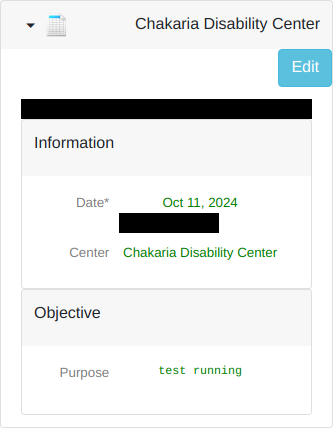 Chakaria Disability Center
Edit
Information
Date* Oct 11, 2024
Center Chakaria Disability Center
Objective
Purpose test running